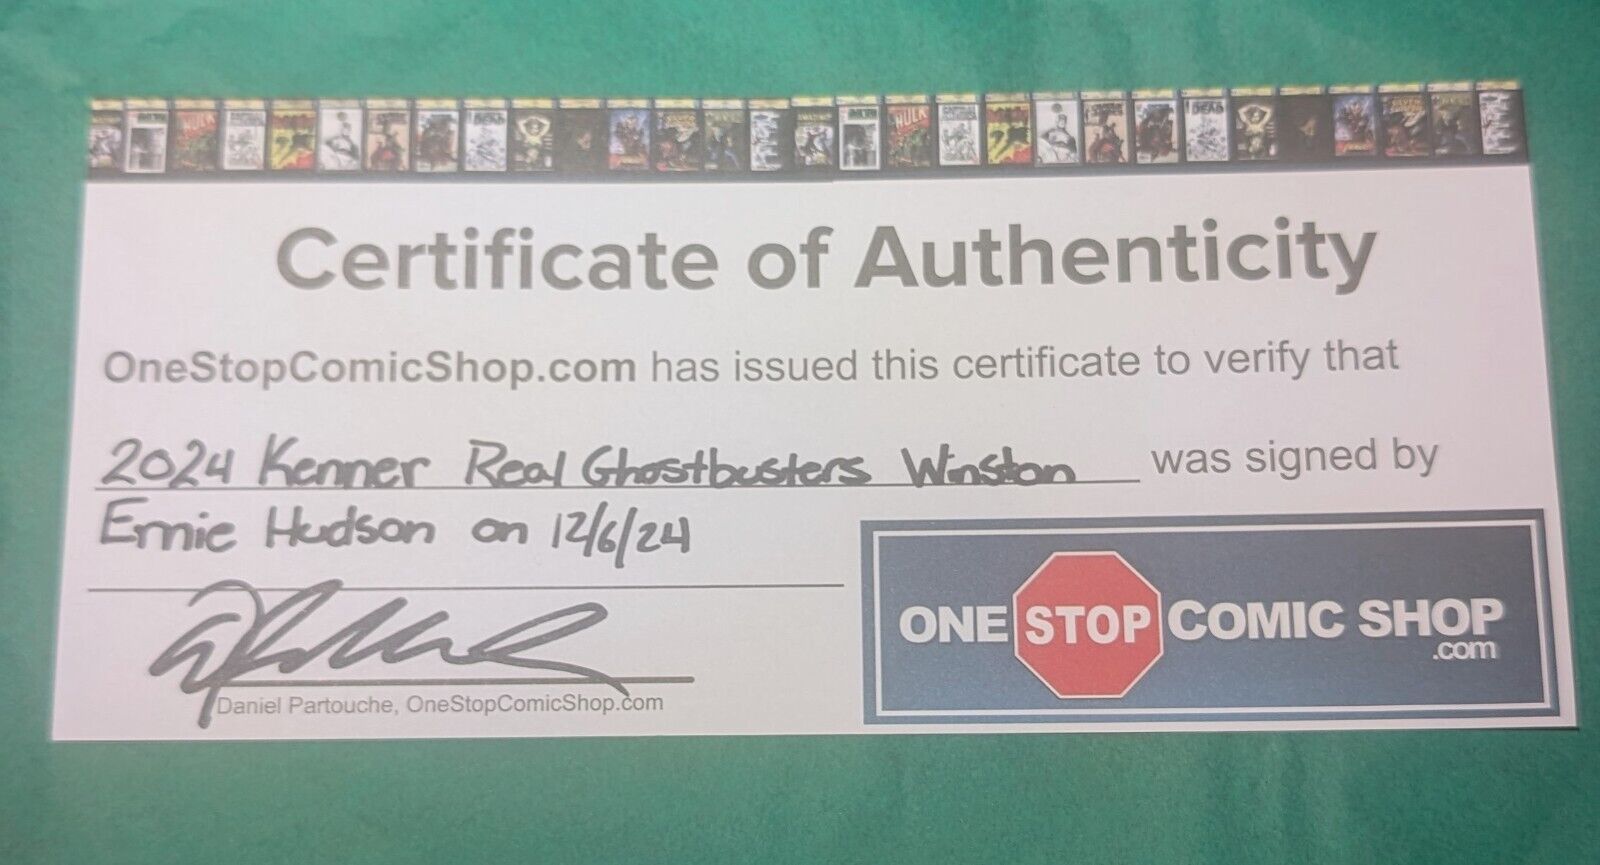 Certificate of Authenticity
OneStopComicShop.com has issued this certificate to verify that
2024 Kenner Real Ghostbusters Winston was signed by
Ernie Hudson on 12/6/24
Daniel Partouche, OneStopComicShop.com
ONE STOP COMIC SHOP
.com